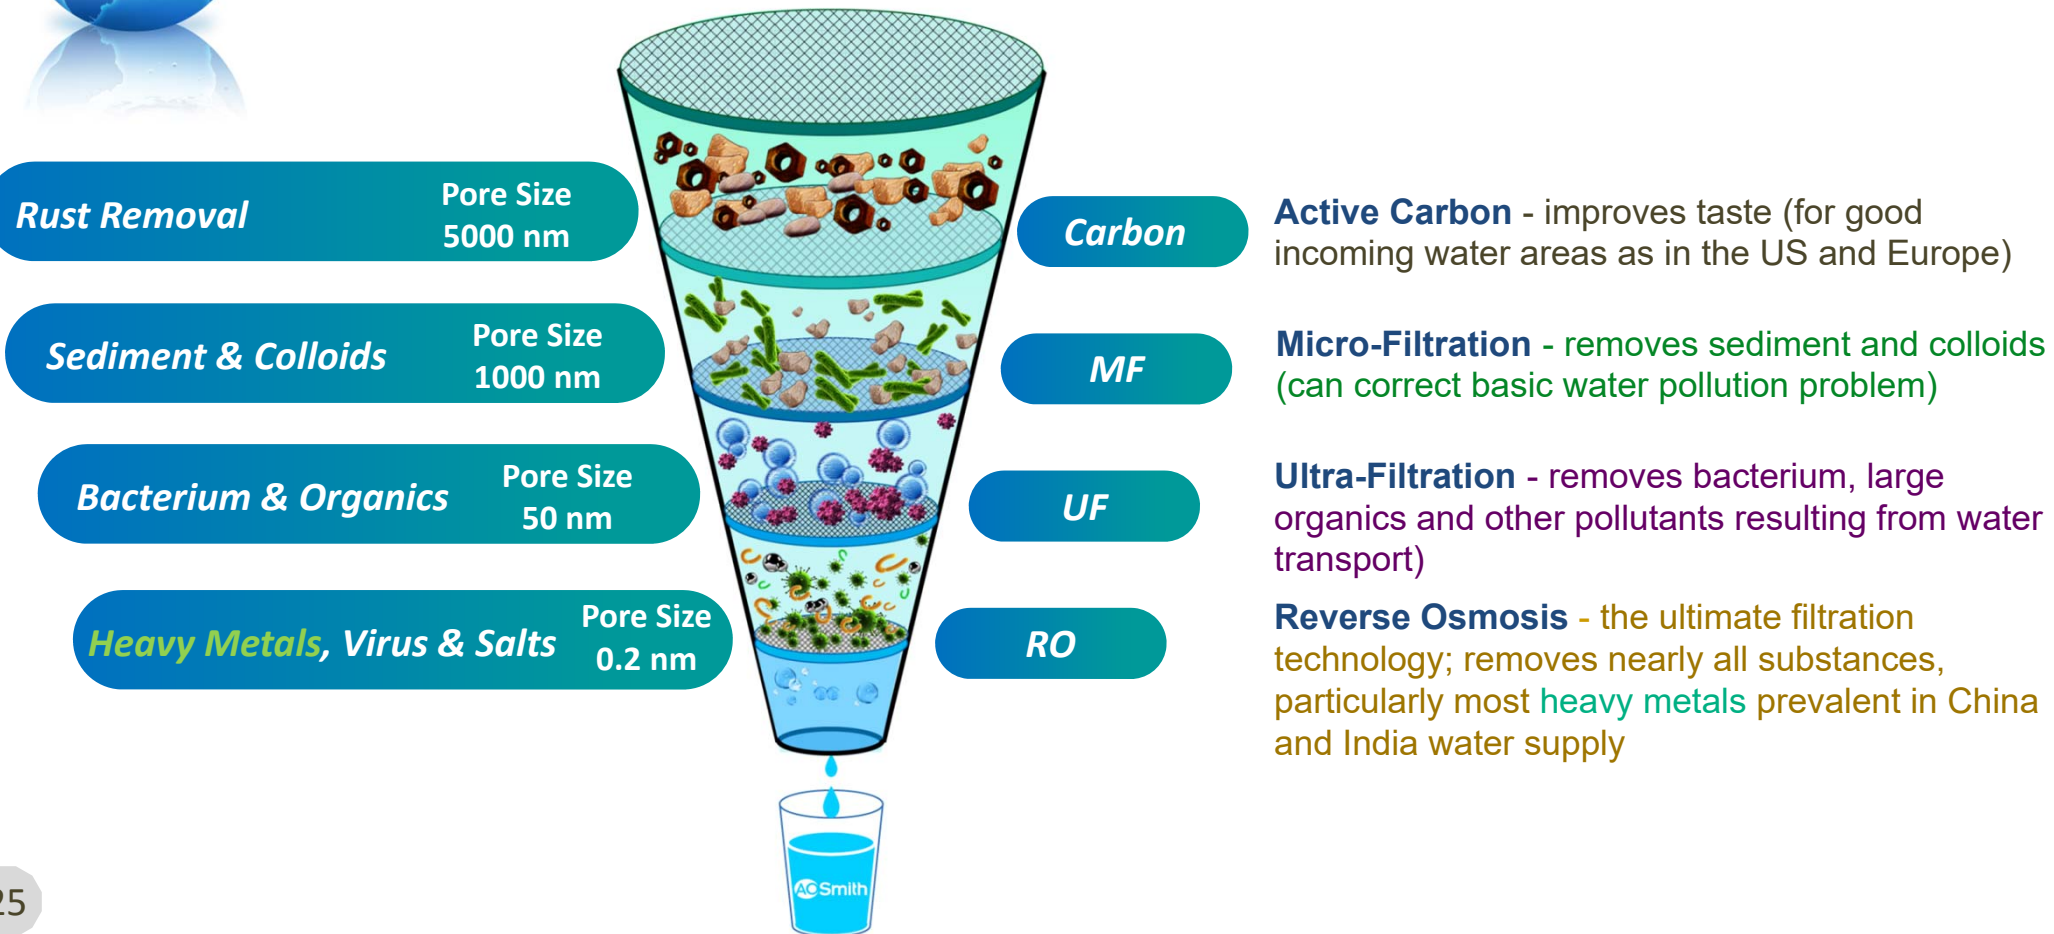 Rust Removal
Pore Size
5000 nm
Carbon
Active Carbon - improves taste (for good
incoming water areas as in the US and Europe)
Sediment & Colloids
Pore Size
1000 nm
MF
Micro-Filtration - removes sediment and colloids
(can correct basic water pollution problem)
Bacterium & Organics
Pore Size
50 nm
UF
Ultra-Filtration - removes bacterium, large
organics and other pollutants resulting from water
transport)
Heavy Metals, Virus & Salts
Pore Size
0.2 nm
RO
Reverse Osmosis - the ultimate filtration
technology; removes nearly all substances,
particularly most heavy metals prevalent in China
and India water supply
AOSmith
25